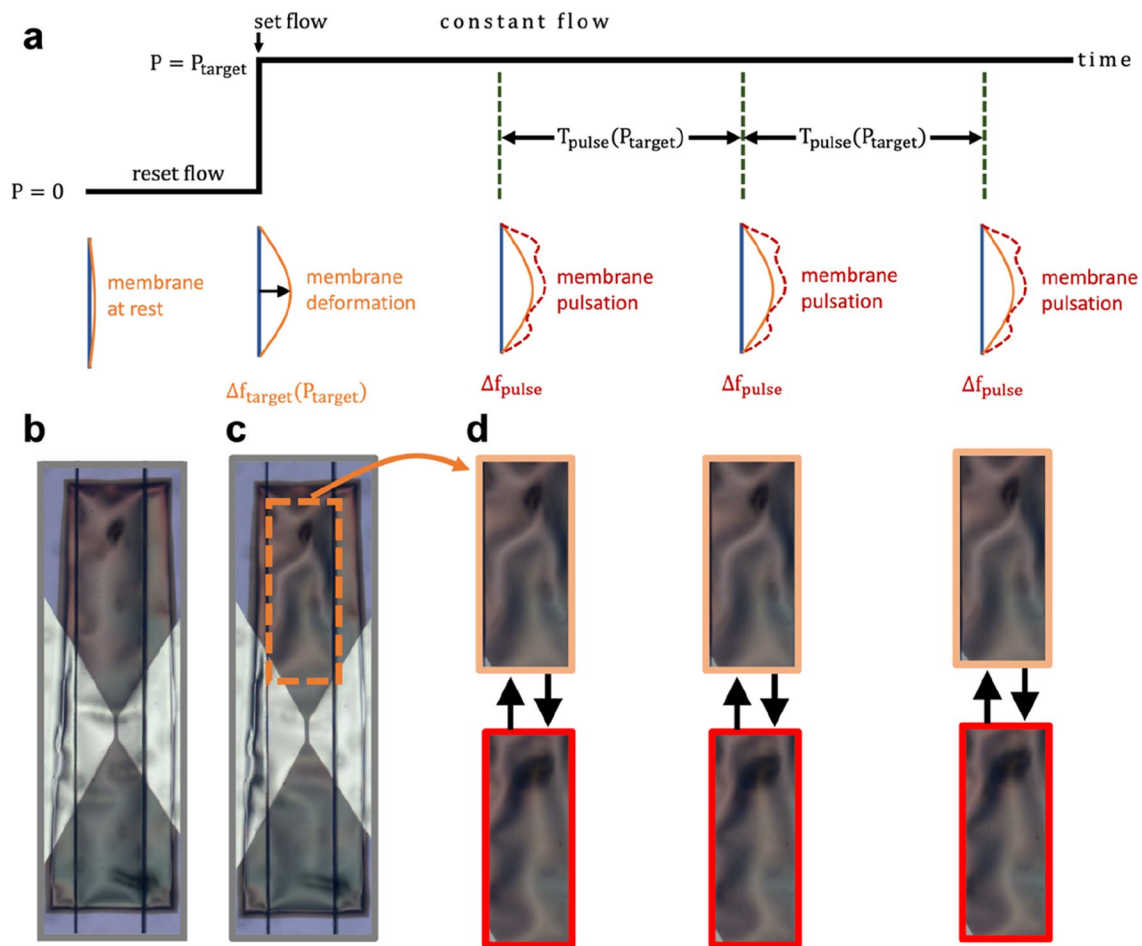 a
set flow
constant flow
P = P_target
time
T_pulse(P_target)
T_pulse(P_target)
reset flow
P = 0
membrane
at rest
membrane
deformation
membrane
pulsation
membrane
pulsation
membrane
pulsation
Δf_target(P_target)
Δf_pulse
Δf_pulse
Δf_pulse
b
c
d